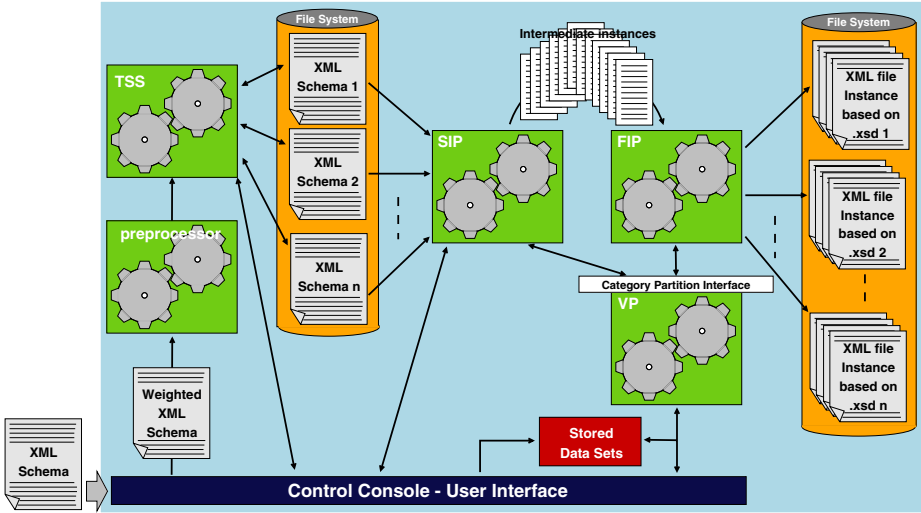 File System
Intermediate instances
File System
TSS
XML
Schema 1
XML
Schema 2
XML
Schema n
SIP
FIP
XML file
Instance
based on
.xsd 1
XML file
Instance
based on
.xsd 2
XML file
Instance
based on
.xsd n
preprocessor
Category Partition Interface
VP
Weighted
XML
Schema
XML
Schema
Stored
Data Sets
Control Console - User Interface